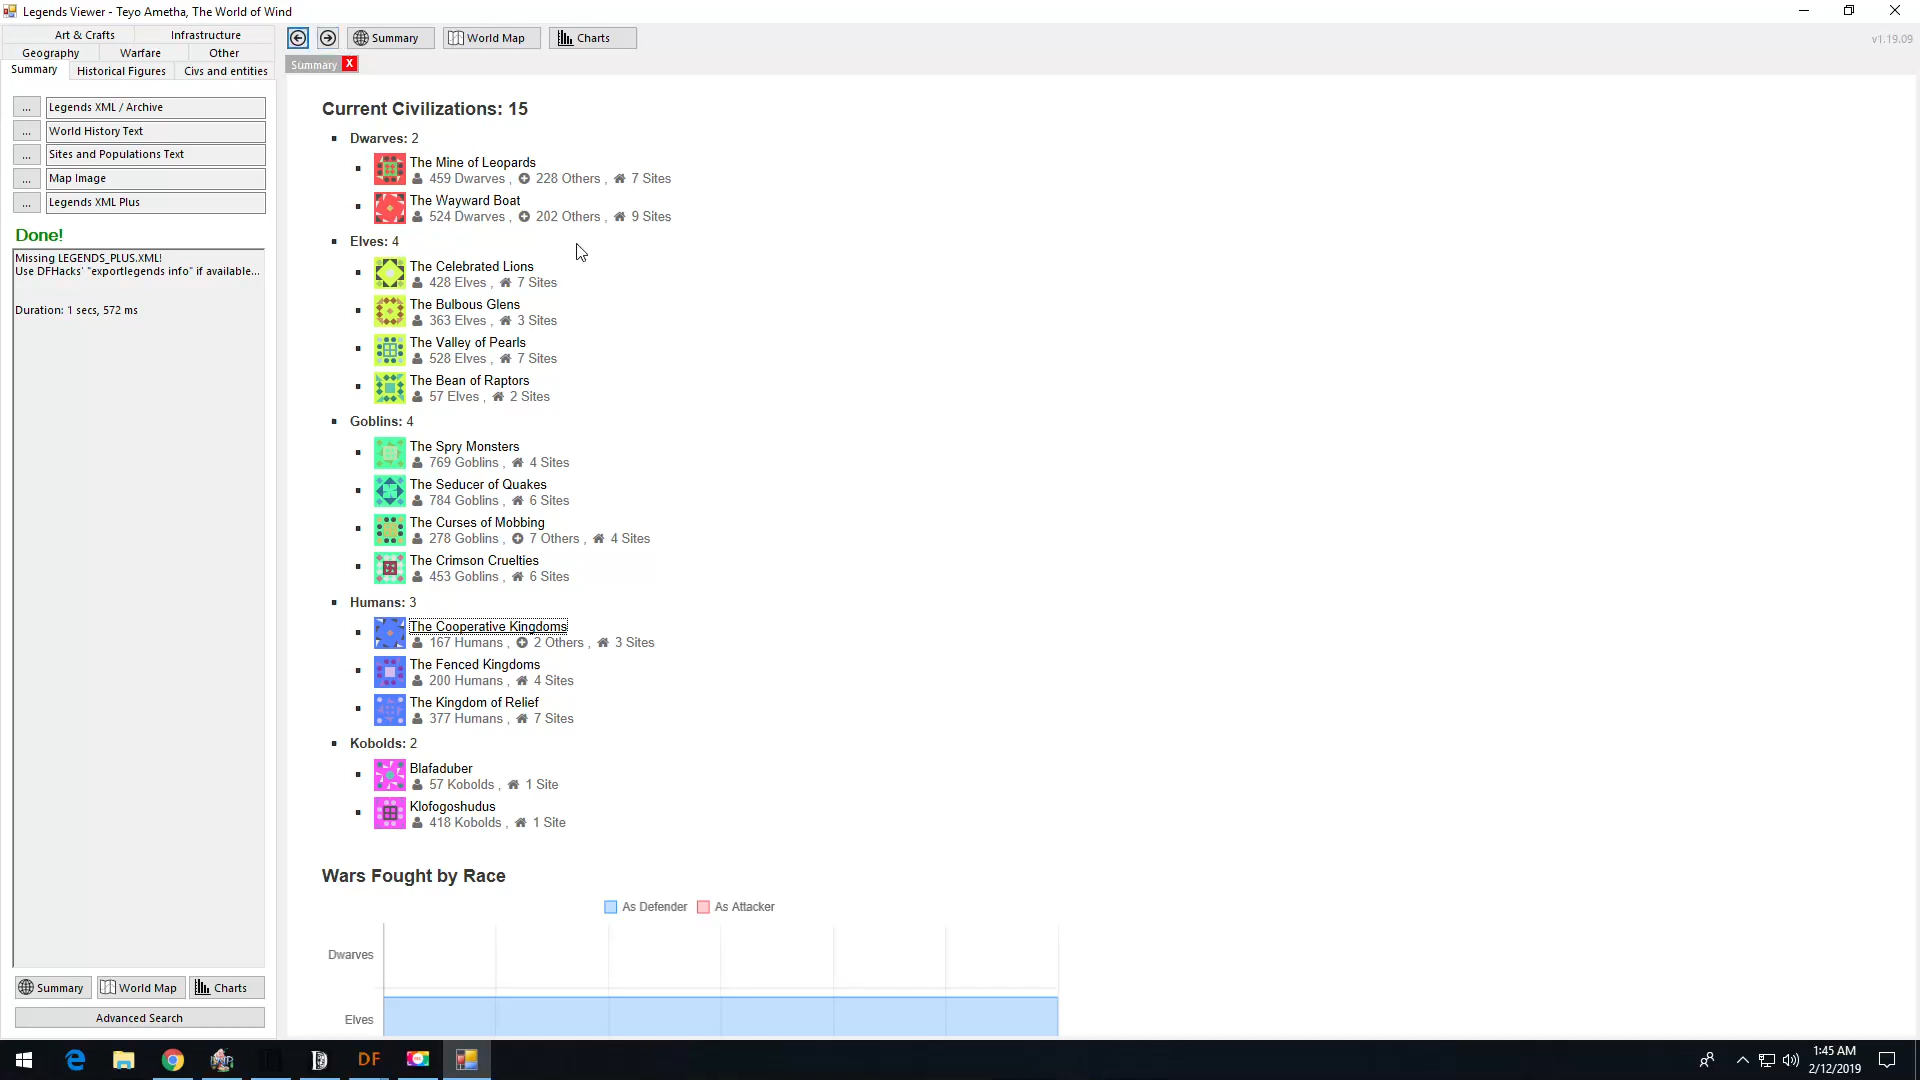 Legends Viewer - Teyo Ametha, The World of Wind
Art & Crafts Infrastructure
Geography Warfare Other
Summary Historical Figures Civs and entities
Summary World Map Charts
v1.19.09
Summary X
... Legends XML / Archive
... World History Text
... Sites and Populations Text
... Map Image
... Legends XML Plus
Done!
Missing LEGENDS_PLUS.XML!
Use DFHacks' "exportlegends info" if available...
Duration: 1 secs, 572 ms
Summary World Map Charts
Advanced Search
Current Civilizations: 15
Dwarves: 2
The Mine of Leopards
459 Dwarves , 228 Others , 7 Sites
The Wayward Boat
524 Dwarves , 202 Others , 9 Sites
Elves: 4
The Celebrated Lions
428 Elves , 7 Sites
The Bulbous Glens
363 Elves , 3 Sites
The Valley of Pearls
528 Elves , 7 Sites
The Bean of Raptors
57 Elves , 2 Sites
Goblins: 4
The Spry Monsters
769 Goblins , 4 Sites
The Seducer of Quakes
784 Goblins , 6 Sites
The Curses of Mobbing
278 Goblins , 7 Others , 4 Sites
The Crimson Cruelties
453 Goblins , 6 Sites
Humans: 3
The Cooperative Kingdoms
167 Humans , 2 Others , 3 Sites
The Fenced Kingdoms
200 Humans , 4 Sites
The Kingdom of Relief
377 Humans , 7 Sites
Kobolds: 2
Blafaduber
57 Kobolds , 1 Site
Klofogoshudus
418 Kobolds , 1 Site
Wars Fought by Race
As Defender As Attacker
Dwarves
Elves
DF
1:45 AM
2/12/2019